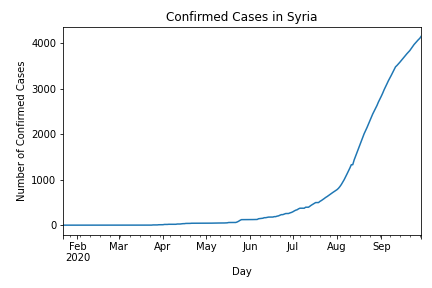 Confirmed Cases in Syria
4000
3000
2000
1000
0
Number of Confirmed Cases
Feb Mar Apr May Jun Jul Aug Sep
2020
Day